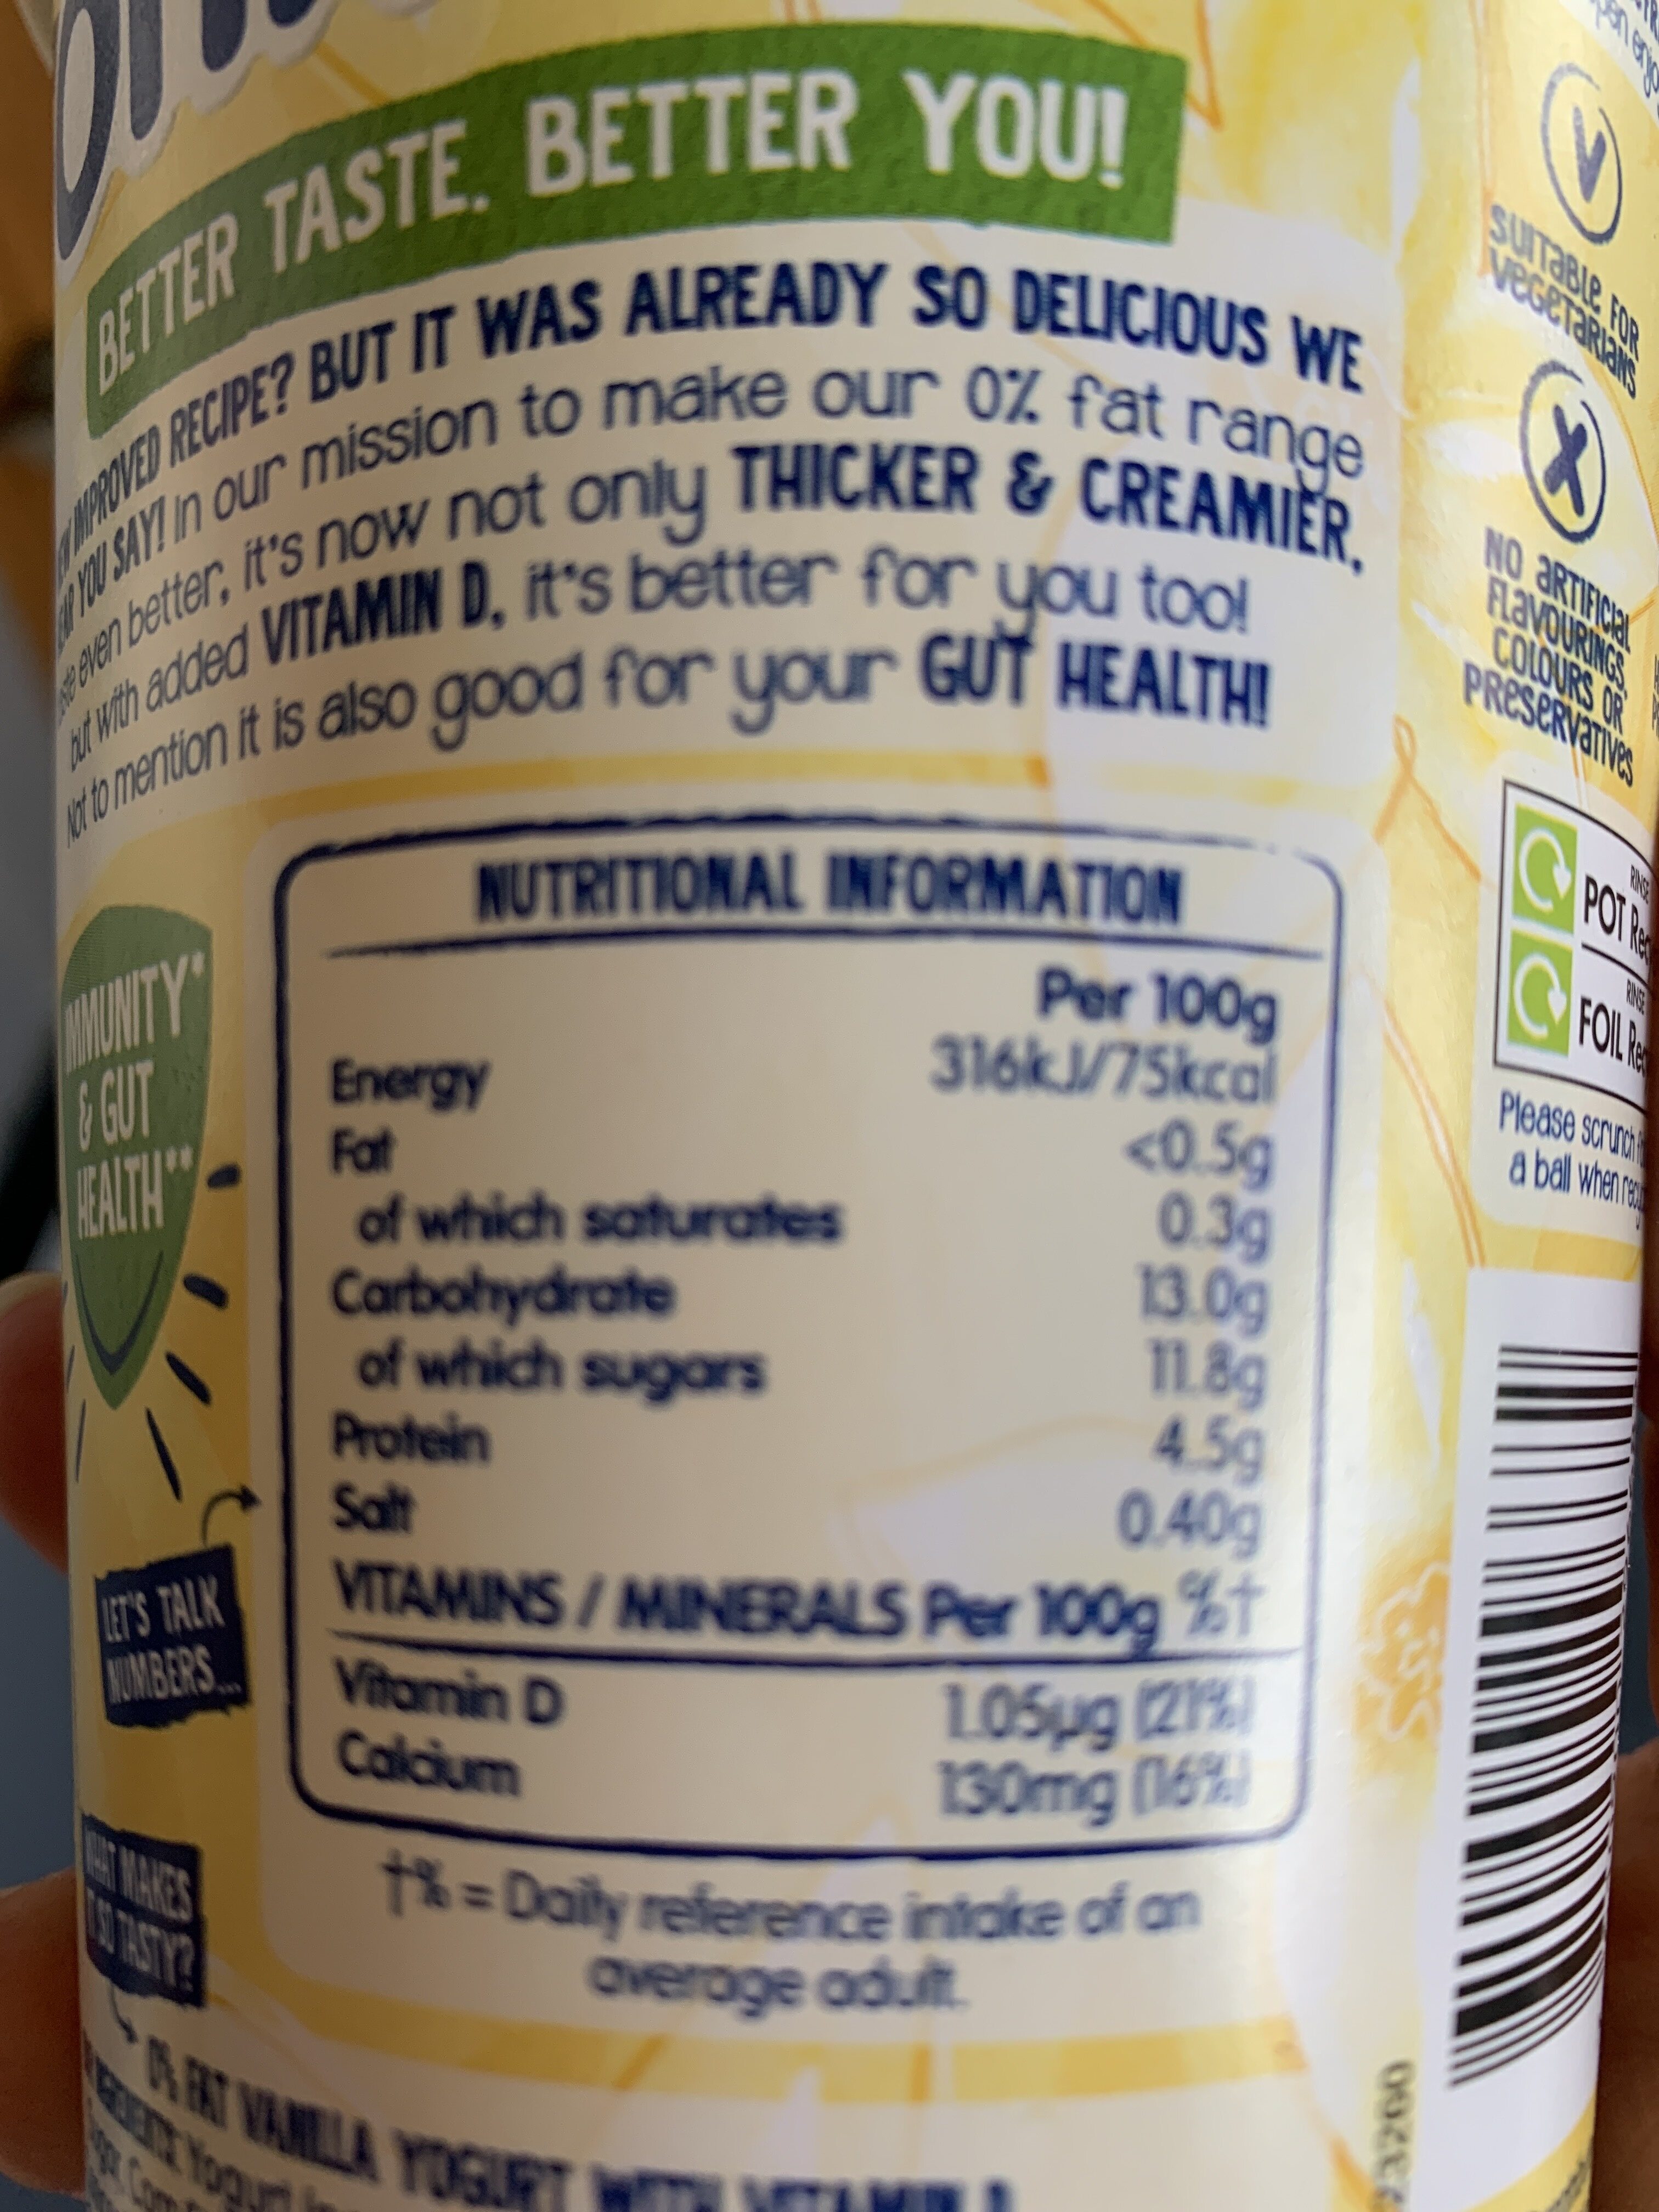 BETTER TASTE. BETTER YOU!
IMPROVED RECIPE? BUT IT WAS ALREADY SO DELICIOUS WE
YOU SAY! In our mission to make our 0% fat range
even better, it's now not only THICKER & CREAMIER,
but with added VITAMIN D, it's better for you too!
Not to mention it is also good for your GUT HEALTH!
IMMUNITY*
& GUT
HEALTH**
LET'S TALK
NUMBERS...
NUTRITIONAL INFORMATION
Per 100g
Energy 316kJ/75kcal
Fat <0.5g
of which saturates 0.3g
Carbohydrate 13.0g
of which sugars 11.8g
Protein 4.5g
Salt 0.40g
VITAMINS / MINERALS Per 100g %†
Vitamin D 1.05µg (21%)
Calcium 130mg (16%)
†% = Daily reference intake of an
average adult.
WHAT MAKES
IT SO TASTY?
0% FAT VANILLA YOGURT WITH VITAMIN D
Yogurt
V
SUITABLE FOR
VEGETARIANS
X
NO ARTIFICIAL
FLAVOURINGS,
COLOURS OR
PRESERVATIVES
RINSE
POT
RINSE
FOIL
Please scrunch
a ball when